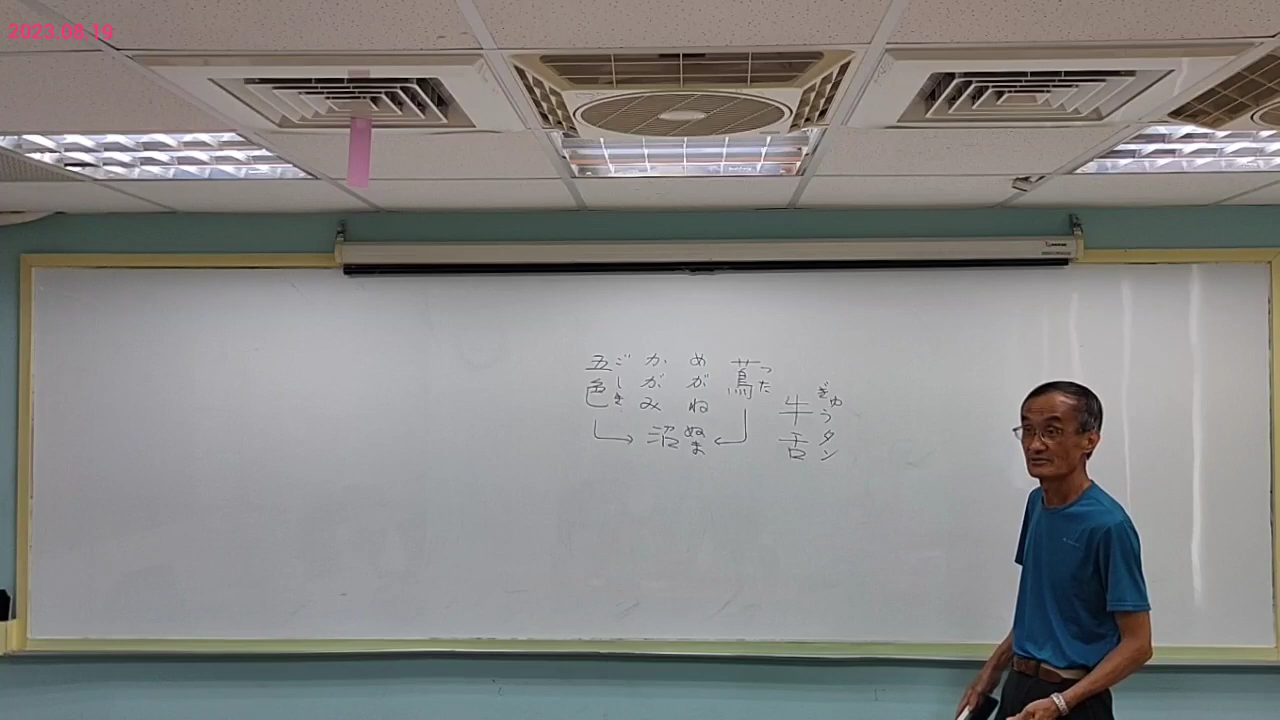 2023.08.19
牛舌
ぎゅうタン
蔦
つた
めがね
かがみ
五色
ごしき
沼
ぬま